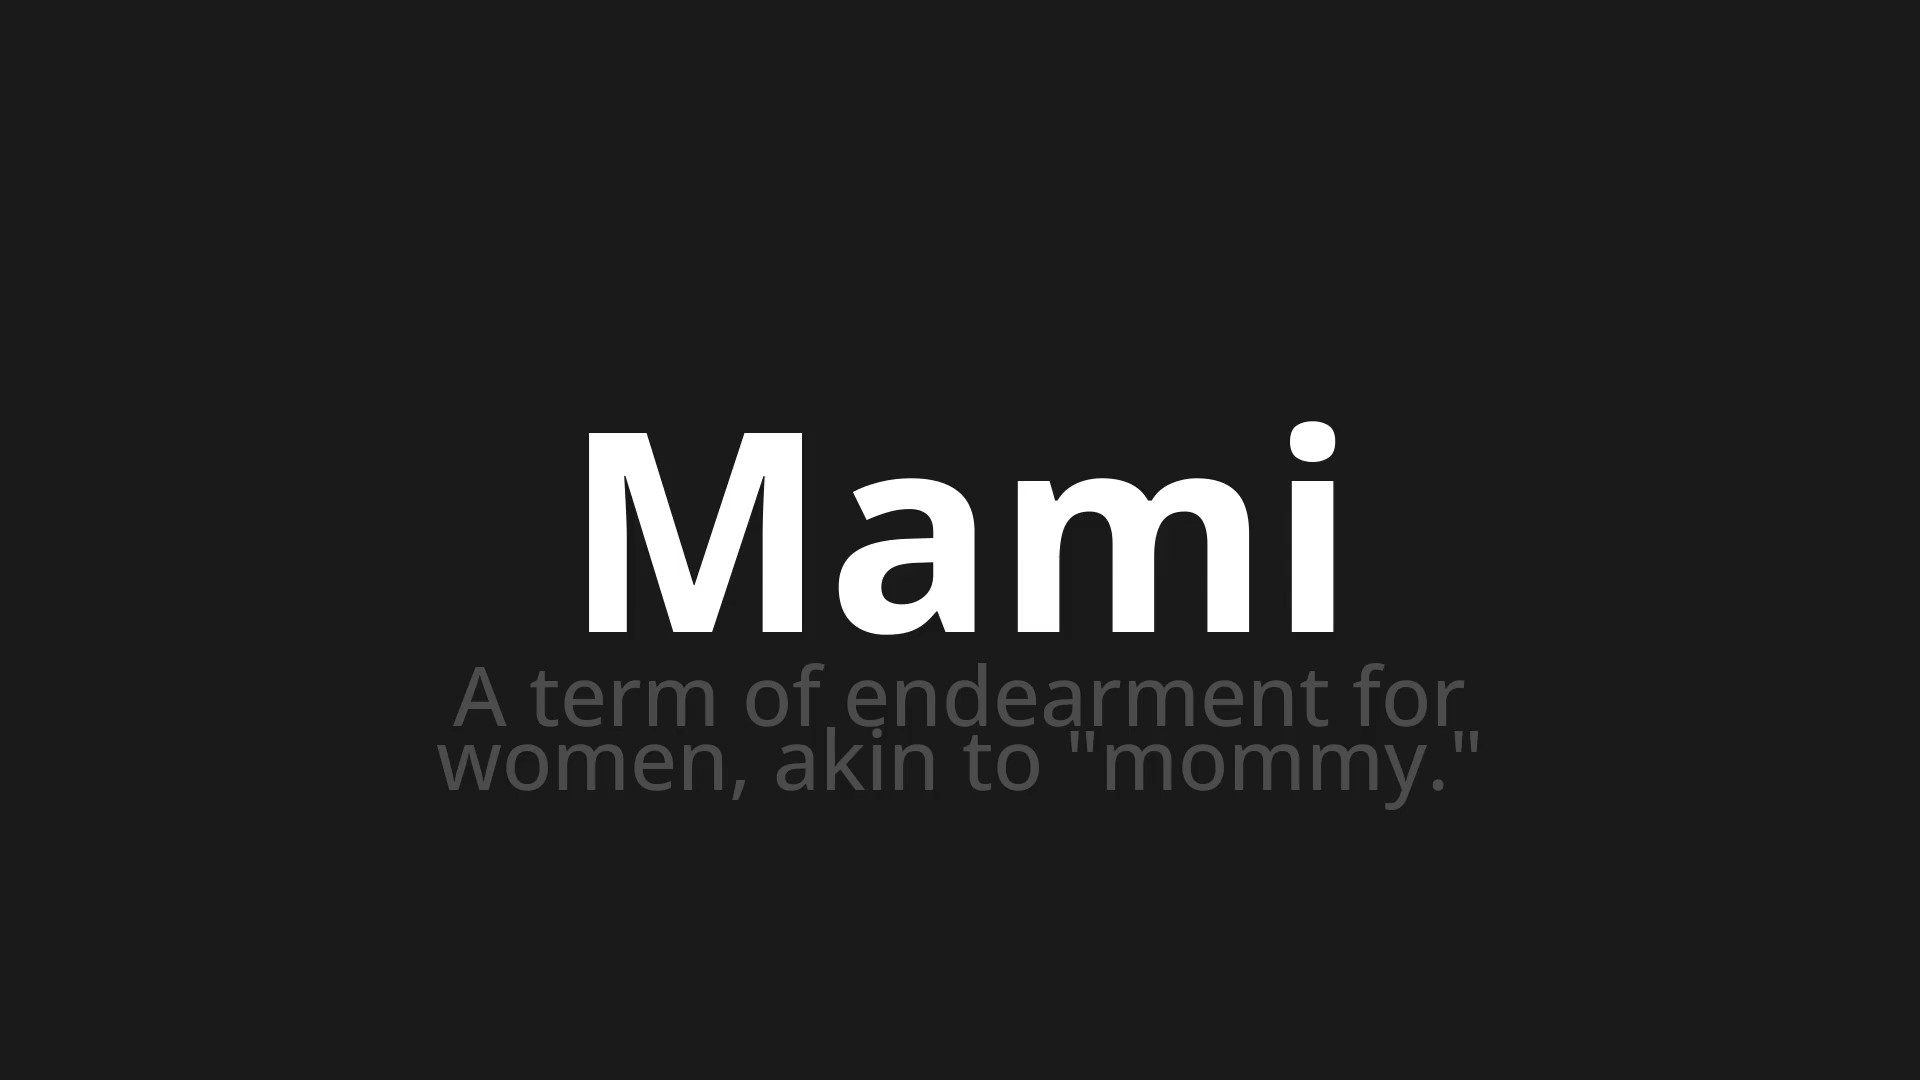 Mami
A term of endearment for
women, akin to "mommy."